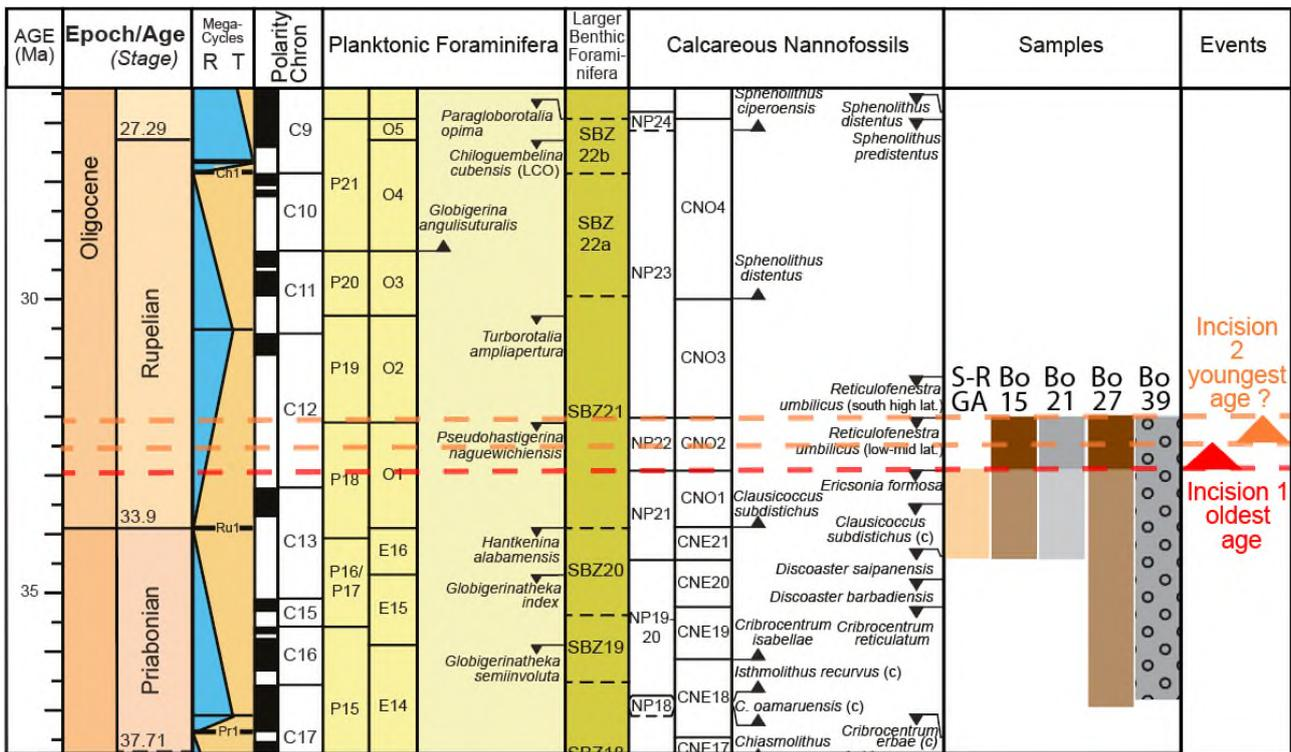 AGE
(Ma)
Epoch/Age
(Stage)
Mega-
Cycles
R T
Polarity
Chron
Planktonic Foraminifera
Larger
Benthic
Forami-
nifera
Calcareous Nannofossils
Samples
Events
30
35
Oligocene
27.29
Rupelian
33.9
Priabonian
37.71
Ch1
Ru1
Pr1
C9
C10
C11
C12
C13
C15
C16
C17
P21
P20
P19
P18
P16/
P17
P15
O5
O4
O3
O2
O1
E16
E15
E14
Paragloborotalia
opima
Chiloguembelina
cubensis (LCO)
Globigerina
angulisuturalis
Turborotalia
ampliapertura
Pseudohastigerina
naguewichiensis
Hantkenina
alabamensis
Globigerinatheka
index
Globigerinatheka
semiinvoluta
SBZ
22b
SBZ
22a
SBZ21
SBZ20
SBZ19
SBZ18
NP24
NP23
NP22
NP21
NP19-
20
NP18
CNO4
CNO3
CNO2
CNO1
CNE21
CNE20
CNE19
CNE18
CNE17
Sphenolithus
ciperoensis
Sphenolithus
distentus
Sphenolithus
predistentus
Sphenolithus
distentus
Reticulofenestra
umbilicus (south high lat.)
Reticulofenestra
umbilicus (low-mid lat.)
Ericsonia formosa
Clausicoccus
subdistichus
Clausicoccus
subdistichus (c)
Discoaster saipanensis
Discoaster barbadiensis
Cribrocentrum
isabellae
Cribrocentrum
reticulatum
Isthmolithus recurvus (c)
C. oamaruensis (c)
Chiasmolithus
Cribrocentrum
erbae (c)
S-R
GA
Bo
15
Bo
21
Bo
27
Bo
39
Incision
2
youngest
age ?
Incision 1
oldest
age